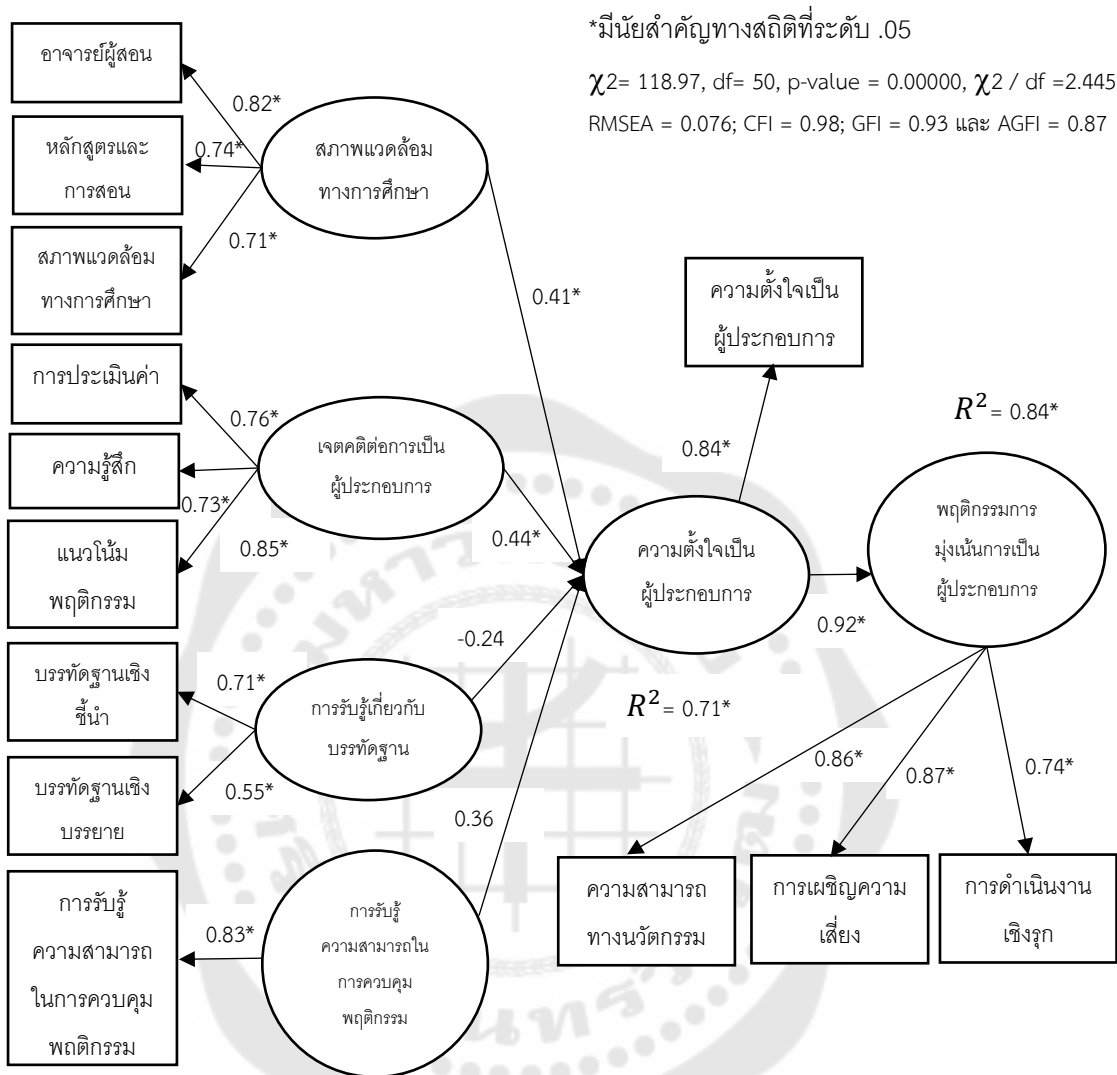 *มีนัยสำคัญทางสถิติที่ระดับ .05
χ2= 118.97, df= 50, p-value = 0.00000, χ2 / df =2.445
RMSEA = 0.076; CFI = 0.98; GFI = 0.93 และ AGFI = 0.87
อาจารย์ผู้สอน
0.82*
หลักสูตรและ
การสอน
0.74*
สภาพแวดล้อม
ทางการศึกษา
0.71*
สภาพแวดล้อม
ทางการศึกษา
0.41*
ความตั้งใจเป็น
ผู้ประกอบการ
การประเมินค่า
0.76*
ความรู้สึก
0.73*
แนวโน้ม
พฤติกรรม
0.85*
เจตคติต่อการเป็น
ผู้ประกอบการ
0.44*
0.84*
R² = 0.84*
ความตั้งใจเป็น
ผู้ประกอบการ
0.92*
พฤติกรรมการ
มุ่งเน้นการเป็น
ผู้ประกอบการ
บรรทัดฐานเชิง
ชี้นำ
0.71*
บรรทัดฐานเชิง
บรรยาย
0.55*
การรับรู้เกี่ยวกับ
บรรทัดฐาน
-0.24
R² = 0.71*
0.86*
0.87*
0.74*
การรับรู้
ความสามารถ
ในการควบคุม
พถติกรรม
0.83*
การรับรู้
ความสามารถใน
การควบคุม
พฤติกรรม
0.36
ความสามารถ
ทางนวัตกรรม
การเผชิญความ
เสี่ยง
การดำเนินงาน
เชิงรุก